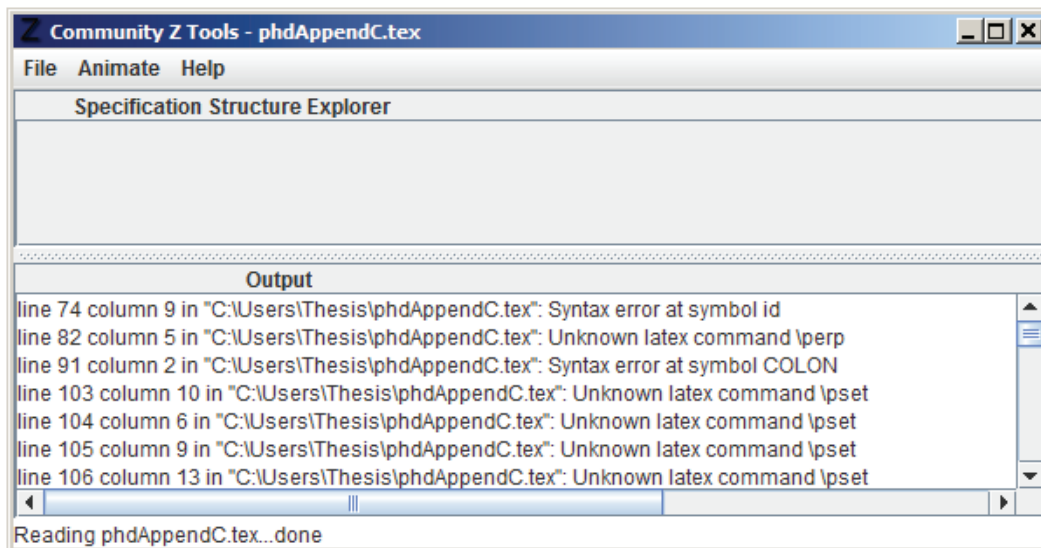 Z Community Z Tools - phdAppendC.tex
File Animate Help
Specification Structure Explorer
Output
line 74 column 9 in "C:\Users\Thesis\phdAppendC.tex": Syntax error at symbol id
line 82 column 5 in "C:\Users\Thesis\phdAppendC.tex": Unknown latex command \perp
line 91 column 2 in "C:\Users\Thesis\phdAppendC.tex": Syntax error at symbol COLON
line 103 column 10 in "C:\Users\Thesis\phdAppendC.tex": Unknown latex command \pset
line 104 column 6 in "C:\Users\Thesis\phdAppendC.tex": Unknown latex command \pset
line 105 column 9 in "C:\Users\Thesis\phdAppendC.tex": Unknown latex command \pset
line 106 column 13 in "C:\Users\Thesis\phdAppendC.tex": Unknown latex command \pset
Reading phdAppendC.tex...done